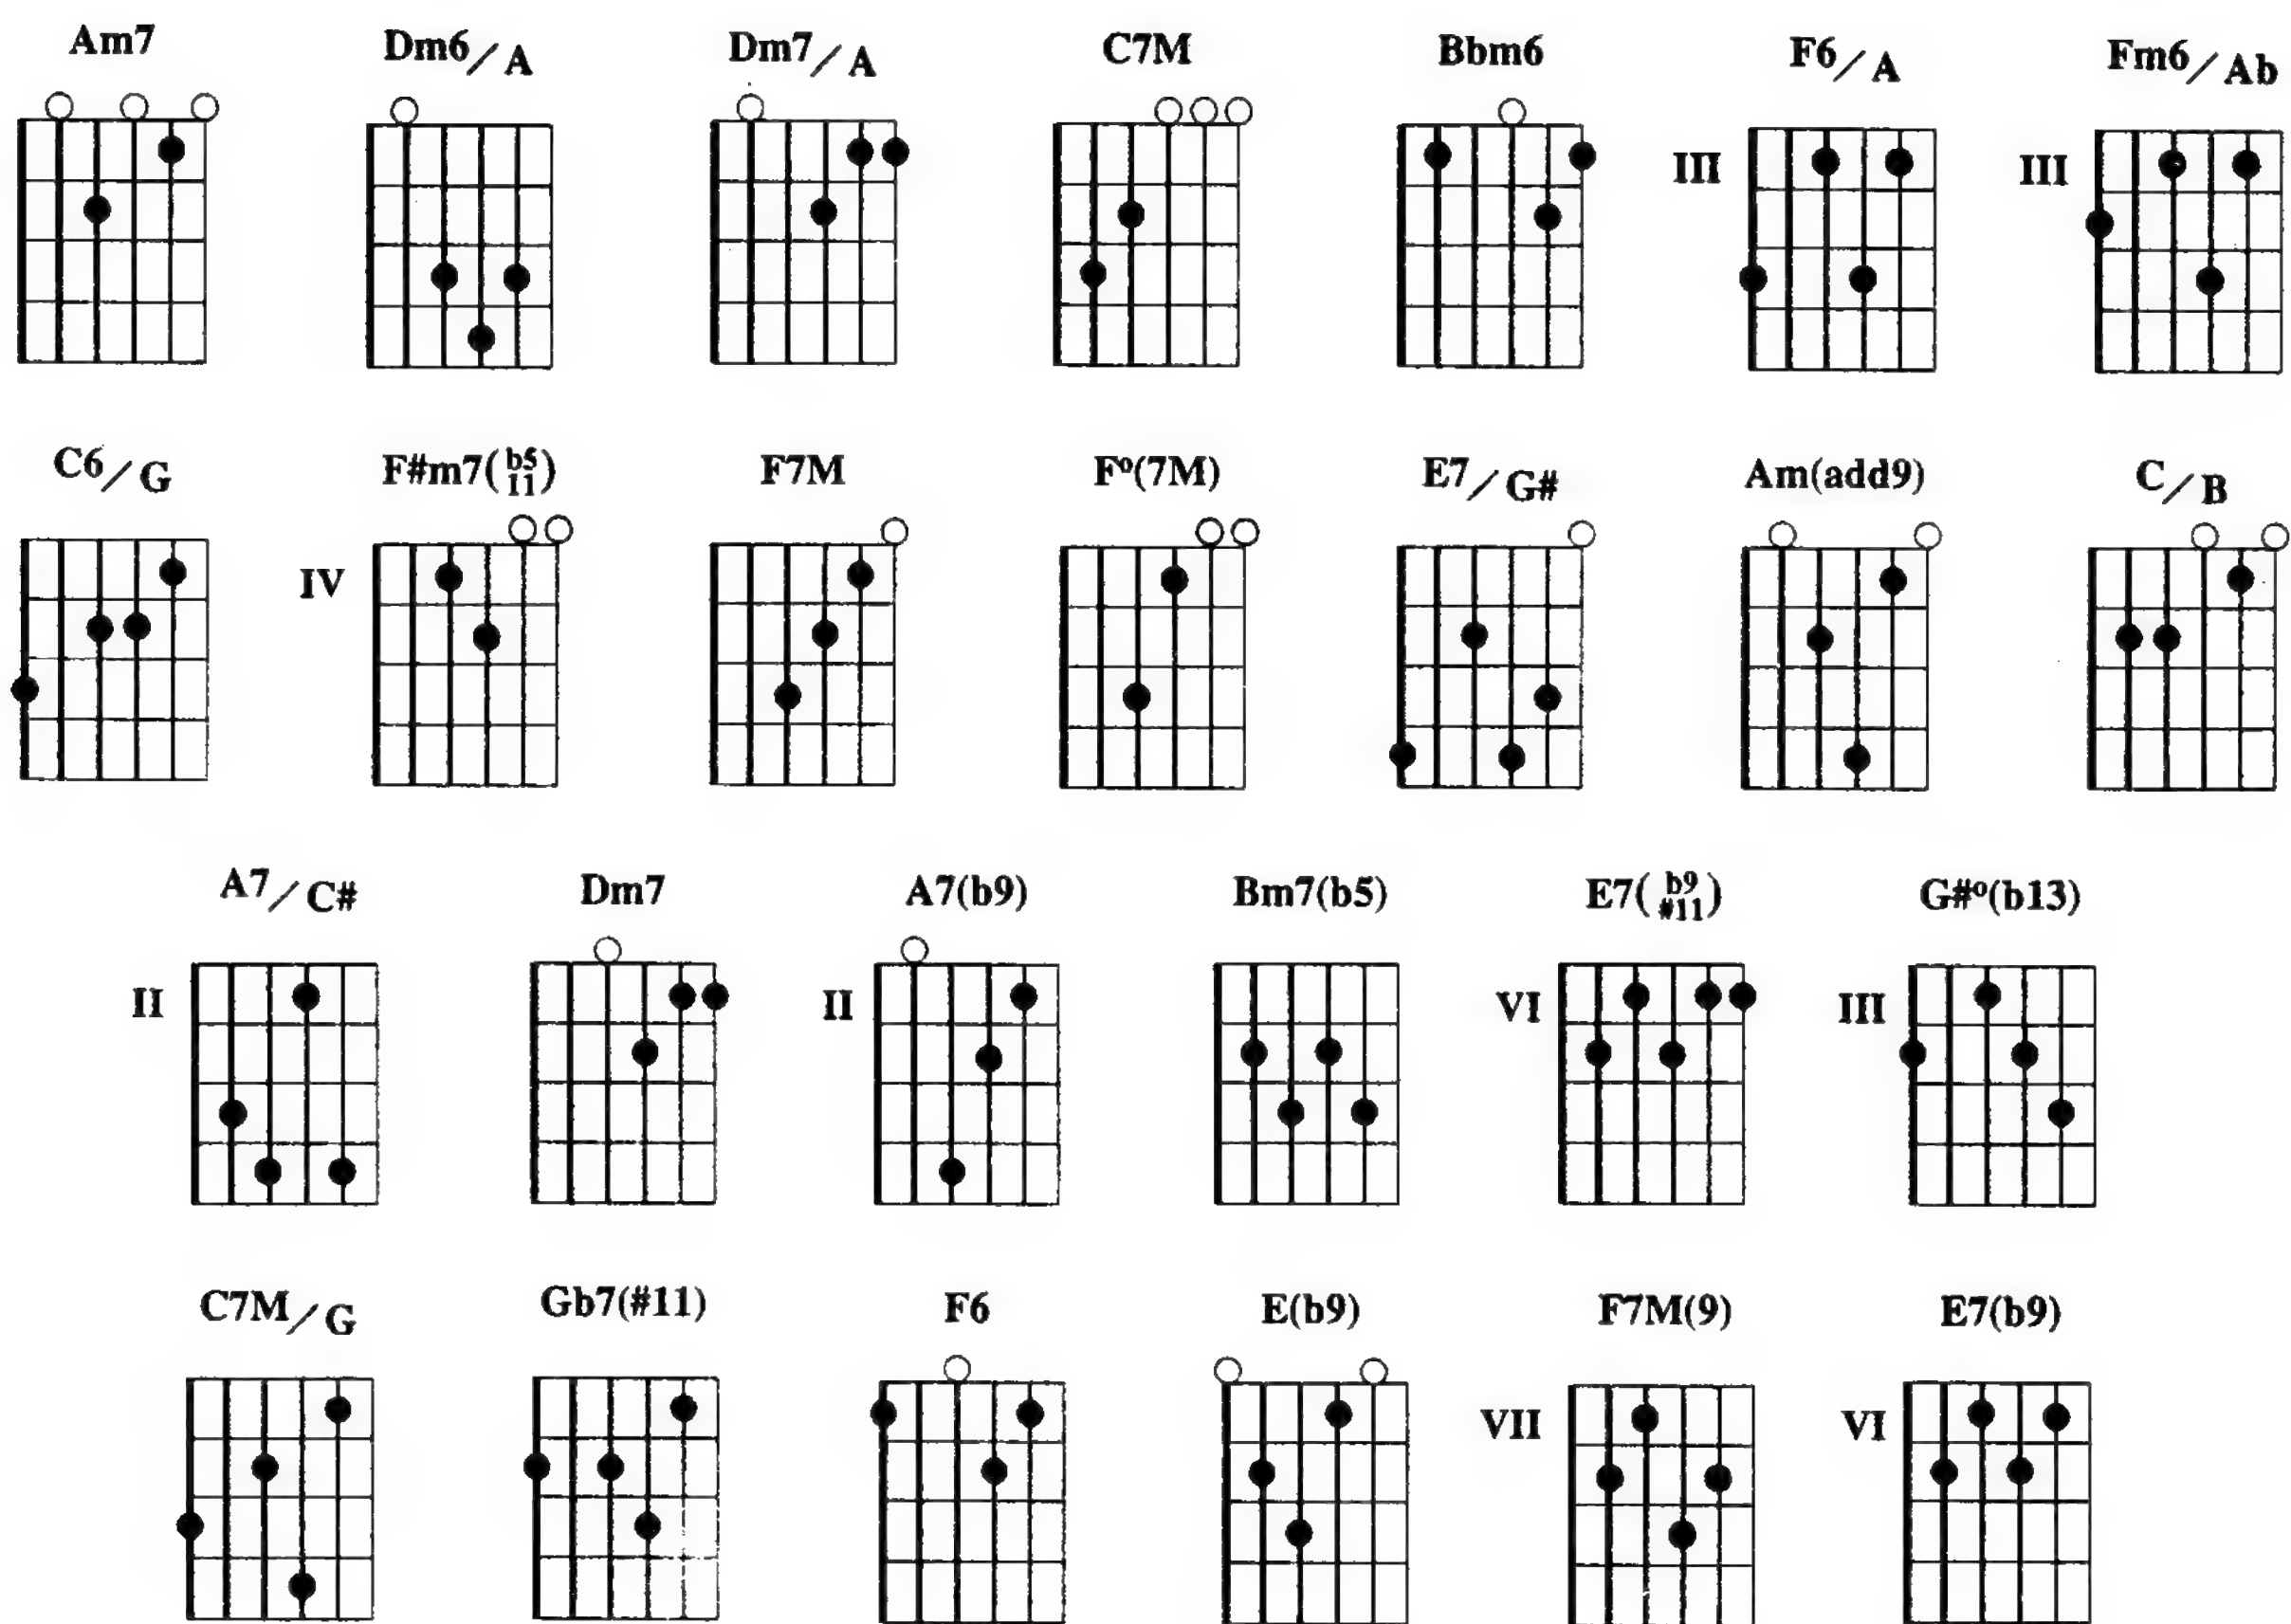 Am7 Dm6/A Dm7/A C7M Bbm6 F6/A Fm6/Ab
III III
C6/G F#m7(b5 11) F7M Fº(7M) E7/G# Am(add9) C/B
IV
A7/C# Dm7 A7(b9) Bm7(b5) E7(b9 #11) G#º(b13)
II II VI III
C7M/G Gb7(#11) F6 E(b9) F7M(9) E7(b9)
VII VI